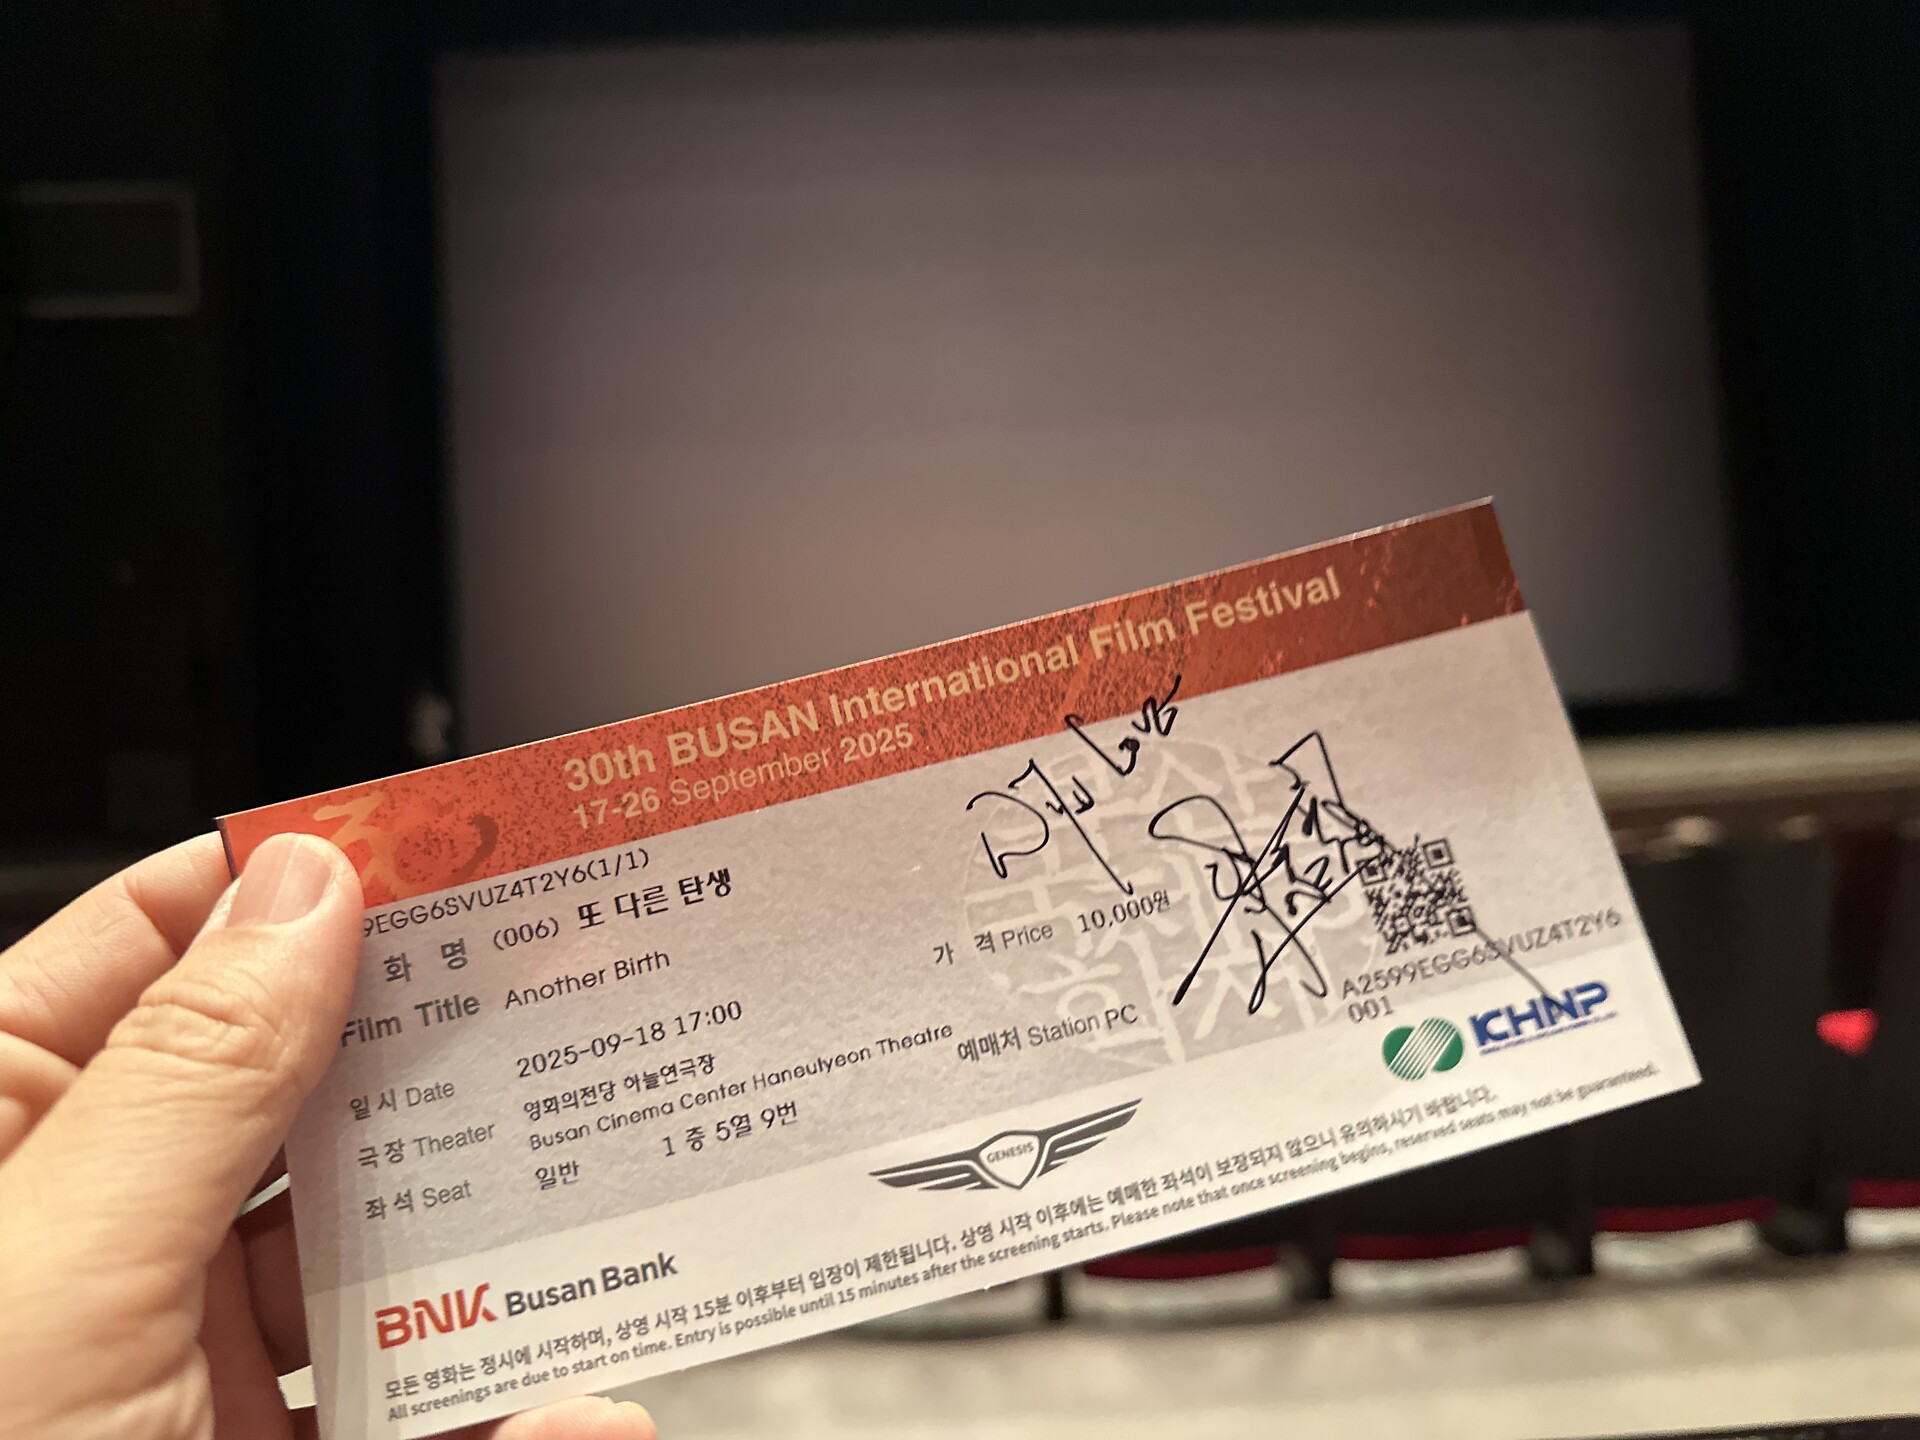 30th BUSAN International Film Festival
17-26 September 2025
9EGG6SVUZ4T2Y6(1/1)
화 명 (006) 또 다른 탄생
Film Title Another Birth
가 격 Price 10,000원
일 시 Date 2025-09-18 17:00
극 장 Theater 영화의전당 하늘연극장
Busan Cinema Center Haneulyeon Theatre
예매처 Station PC
좌 석 Seat 일반 1 층 5열 9번
Love
A2599EGG6SVUZ4T2Y6
001
KHNP
GENESIS
BNK Busan Bank
모든 영화는 정시에 시작하며, 상영 시작 15분 이후부터 입장이 제한됩니다. 상영 시작 이후에는 예매한 좌석이 보장되지 않으니 유의하시기 바랍니다.
All screenings are due to start on time. Entry is possible until 15 minutes after the screening starts. Please note that once screening begins, reserved seats may not be guaranteed.